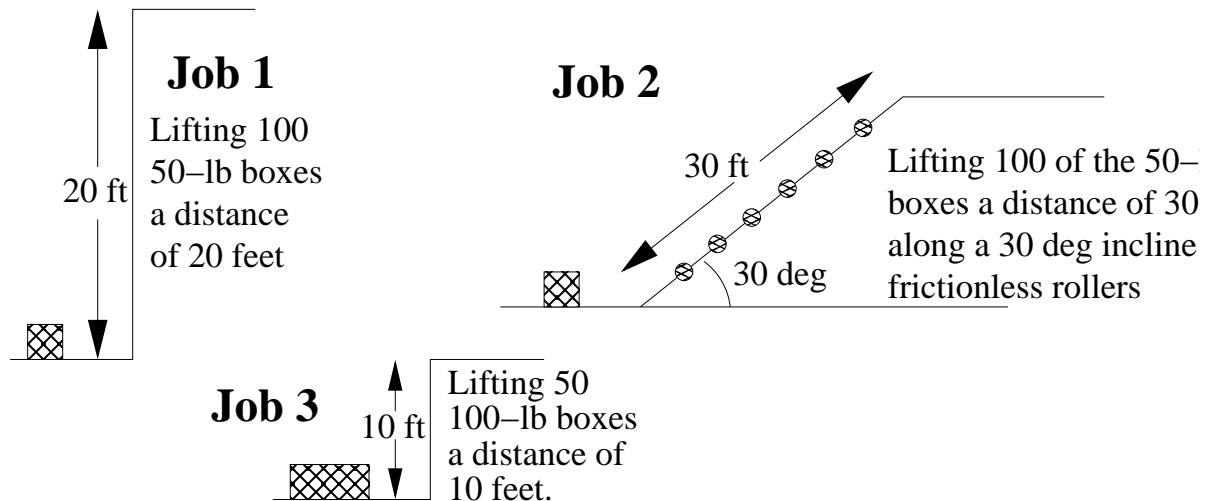 Job 1
Lifting 100
50–lb boxes
a distance
of 20 feet
20 ft
Job 2
30 ft
30 deg
Lifting 100 of the 50–
boxes a distance of 30
along a 30 deg incline
frictionless rollers
Job 3
10 ft
Lifting 50
100–lb boxes
a distance of
10 feet.